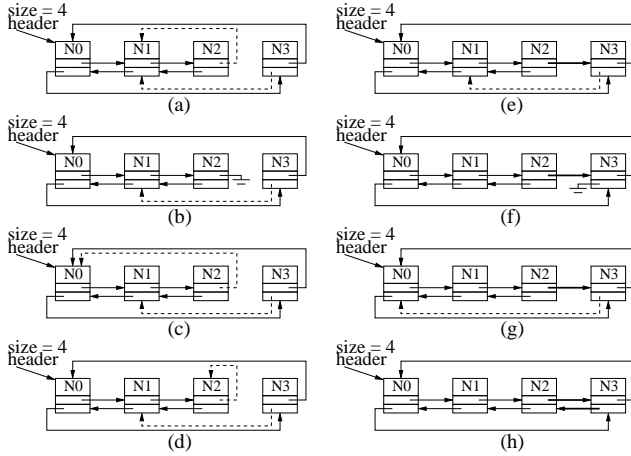 size = 4
header
N0 N1 N2 N3
(a)
size = 4
header
N0 N1 N2 N3
(b)
size = 4
header
N0 N1 N2 N3
(c)
size = 4
header
N0 N1 N2 N3
(d)
size = 4
header
N0 N1 N2 N3
(e)
size = 4
header
N0 N1 N2 N3
(f)
size = 4
header
N0 N1 N2 N3
(g)
size = 4
header
N0 N1 N2 N3
(h)